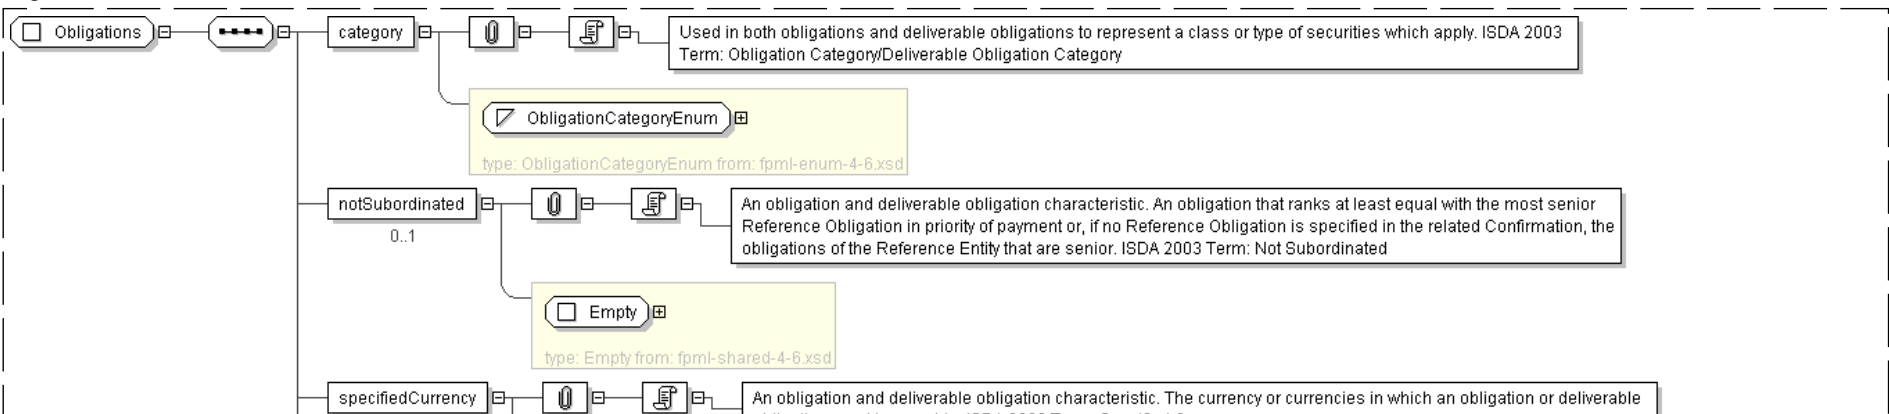 Obligations
category
Used in both obligations and deliverable obligations to represent a class or type of securities which apply. ISDA 2003
Term: Obligation Category/Deliverable Obligation Category
ObligationCategoryEnum
type: ObligationCategoryEnum from: fpml-enum-4-6.xsd
notSubordinated
0..1
An obligation and deliverable obligation characteristic. An obligation that ranks at least equal with the most senior
Reference Obligation in priority of payment or, if no Reference Obligation is specified in the related Confirmation, the
obligations of the Reference Entity that are senior. ISDA 2003 Term: Not Subordinated
Empty
type: Empty from: fpml-shared-4-6.xsd
specifiedCurrency
An obligation and deliverable obligation characteristic. The currency or currencies in which an obligation or deliverable